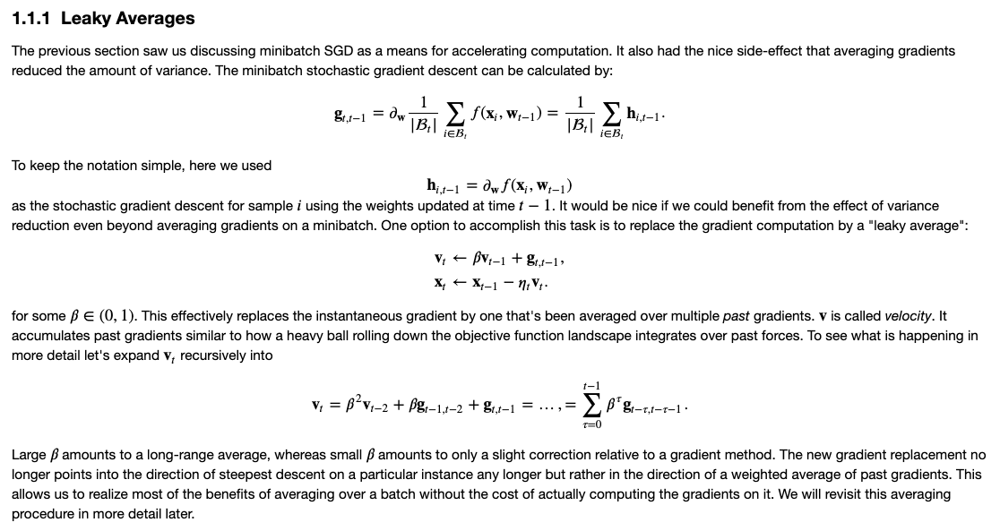 1.1.1 Leaky Averages
The previous section saw us discussing minibatch SGD as a means for accelerating computation. It also had the nice side-effect that averaging gradients
reduced the amount of variance. The minibatch stochastic gradient descent can be calculated by:
$\mathbf{g}_{t,t-1} = \partial_{\mathbf{w}} \frac{1}{|\mathcal{B}_t|} \sum_{i \in \mathcal{B}_t} f(\mathbf{x}_i, \mathbf{w}_{t-1}) = \frac{1}{|\mathcal{B}_t|} \sum_{i \in \mathcal{B}_t} \mathbf{h}_{i,t-1}.$
To keep the notation simple, here we used
$\mathbf{h}_{i,t-1} = \partial_{\mathbf{w}} f(\mathbf{x}_i, \mathbf{w}_{t-1})$
as the stochastic gradient descent for sample $i$ using the weights updated at time $t - 1$. It would be nice if we could benefit from the effect of variance
reduction even beyond averaging gradients on a minibatch. One option to accomplish this task is to replace the gradient computation by a "leaky average":
$\mathbf{v}_t \leftarrow \beta \mathbf{v}_{t-1} + \mathbf{g}_{t,t-1},$
$\mathbf{x}_t \leftarrow \mathbf{x}_{t-1} - \eta_t \mathbf{v}_t.$
for some $\beta \in (0, 1)$. This effectively replaces the instantaneous gradient by one that's been averaged over multiple past gradients. $\mathbf{v}$ is called velocity. It
accumulates past gradients similar to how a heavy ball rolling down the objective function landscape integrates over past forces. To see what is happening in
more detail let's expand $\mathbf{v}_t$ recursively into
$\mathbf{v}_t = \beta^2 \mathbf{v}_{t-2} + \beta \mathbf{g}_{t-1,t-2} + \mathbf{g}_{t,t-1} = \ldots, = \sum_{\tau=0}^{t-1} \beta^\tau \mathbf{g}_{t-\tau,t-\tau-1}.$
Large $\beta$ amounts to a long-range average, whereas small $\beta$ amounts to only a slight correction relative to a gradient method. The new gradient replacement no
longer points into the direction of steepest descent on a particular instance any longer but rather in the direction of a weighted average of past gradients. This
allows us to realize most of the benefits of averaging over a batch without the cost of actually computing the gradients on it. We will revisit this averaging
procedure in more detail later.